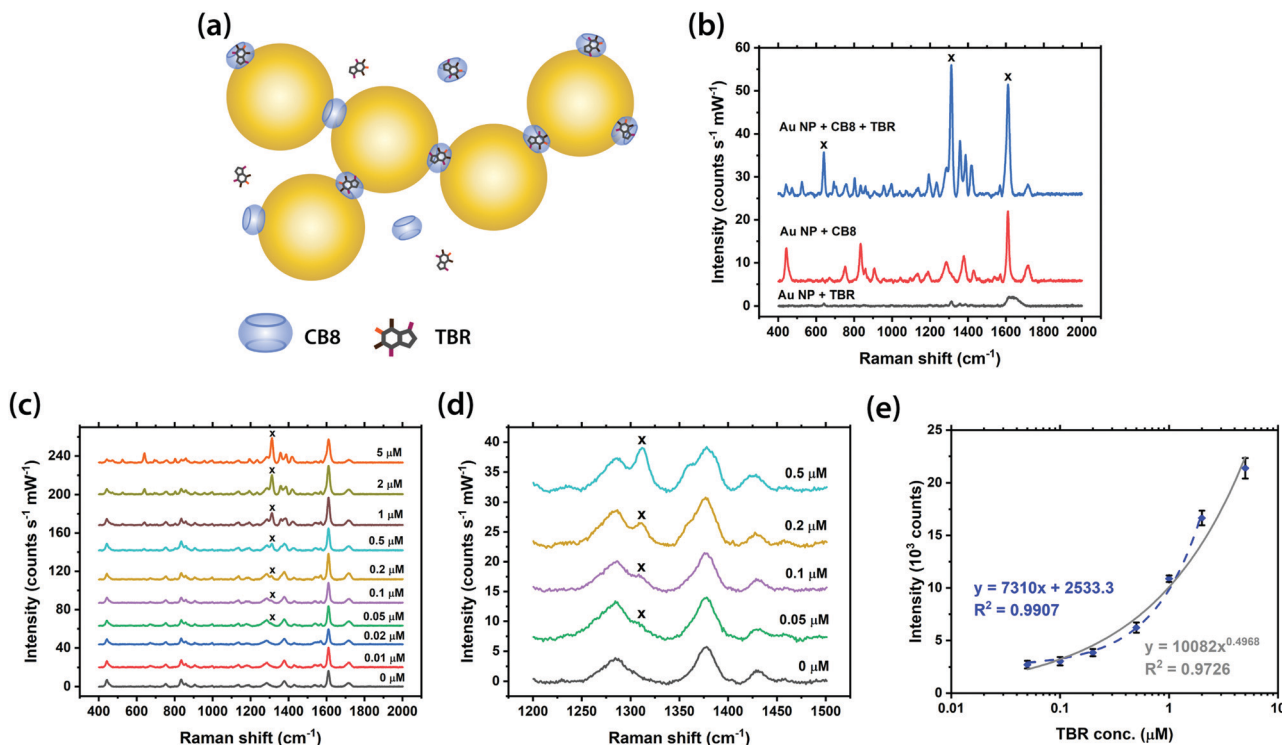 (a)
CB8
TBR
(b)
60
50
40
30
20
10
0
Intensity (counts s⁻¹ mW⁻¹)
x
x
x
Au NP + CB8 + TBR
Au NP + CB8
Au NP + TBR
400 600 800 1000 1200 1400 1600 1800 2000
Raman shift (cm⁻¹)
(c)
240
200
160
120
80
40
0
Intensity (counts s⁻¹ mW⁻¹)
x
5 μM
x
2 μM
x
1 μM
x
0.5 μM
x
0.2 μM
x
0.1 μM
x
0.05 μM
0.02 μM
0.01 μM
0 μM
400 600 800 1000 1200 1400 1600 1800 2000
Raman shift (cm⁻¹)
(d)
40
35
30
25
20
15
10
5
0
Intensity (counts s⁻¹ mW⁻¹)
x
0.5 μM
x
0.2 μM
x
0.1 μM
x
0.05 μM
0 μM
1200 1250 1300 1350 1400 1450 1500
Raman shift (cm⁻¹)
(e)
25
20
15
10
5
0
Intensity (10³ counts)
y = 7310x + 2533.3
R² = 0.9907
y = 10082x⁰·⁴⁹⁶⁸
R² = 0.9726
0.01 0.1 1 10
TBR conc. (μM)